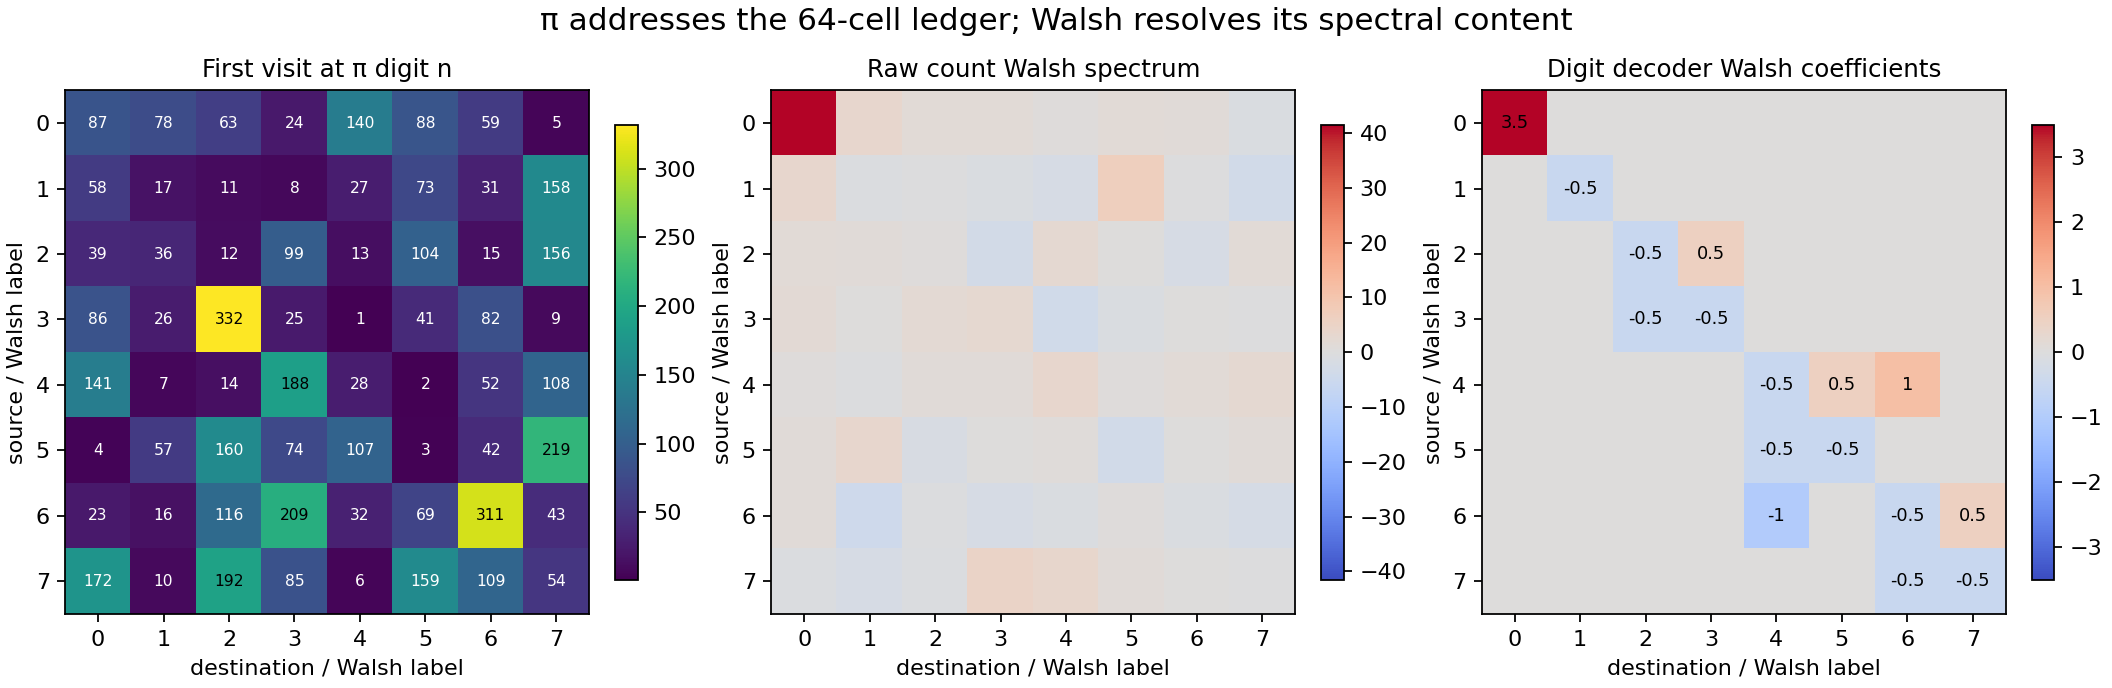 π addresses the 64-cell ledger; Walsh resolves its spectral content
First visit at π digit n
source / Walsh label
0 87 78 63 24 140 88 59 5
1 58 17 11 8 27 73 31 158
2 39 36 12 99 13 104 15 156
3 86 26 332 25 1 41 82 9
4 141 7 14 188 28 2 52 108
5 4 57 160 74 107 3 42 219
6 23 16 116 209 32 69 311 43
7 172 10 192 85 6 159 109 54
0 1 2 3 4 5 6 7
destination / Walsh label
300
250
200
150
100
50
Raw count Walsh spectrum
source / Walsh label
0
1
2
3
4
5
6
7
0 1 2 3 4 5 6 7
destination / Walsh label
40
30
20
10
0
−10
−20
−30
−40
Digit decoder Walsh coefficients
source / Walsh label
0 3.5
1 -0.5
2 -0.5 0.5
3 -0.5 -0.5
4 -0.5 0.5 1
5 -0.5 -0.5
6 -1 -0.5 0.5
7 -0.5 -0.5
0 1 2 3 4 5 6 7
destination / Walsh label
3
2
1
0
−1
−2
−3